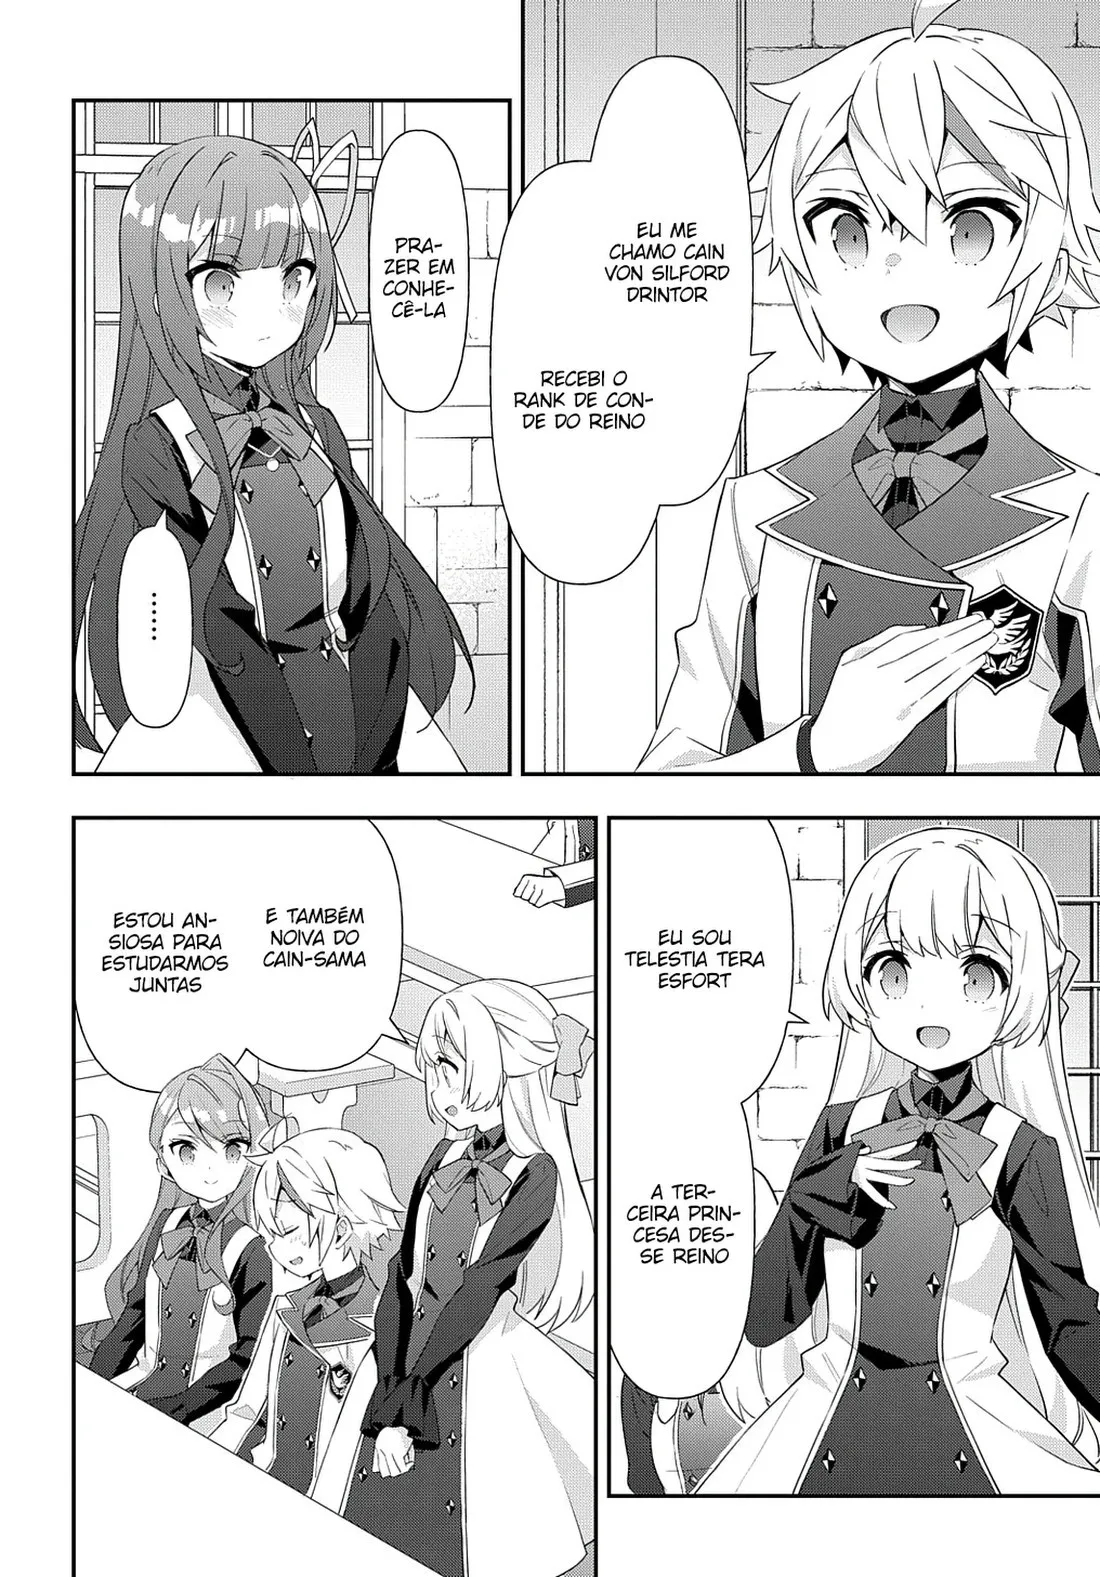 EU ME
CHAMO CAIN
VON SILFORD
DRINTOR
RECEBI O
RANK DE CON-
DE DO REINO
PRA-
ZER EM
CONHE-
CÊ-LA
......
EU SOU
TELESTIA TERA
ESFORT
A TER-
CEIRA PRIN-
CESA DES-
SE REINO
E TAMBÉM
NOIVA DO
CAIN-SAMA
ESTOU AN-
SIOSA PARA
ESTUDARMOS
JUNTAS